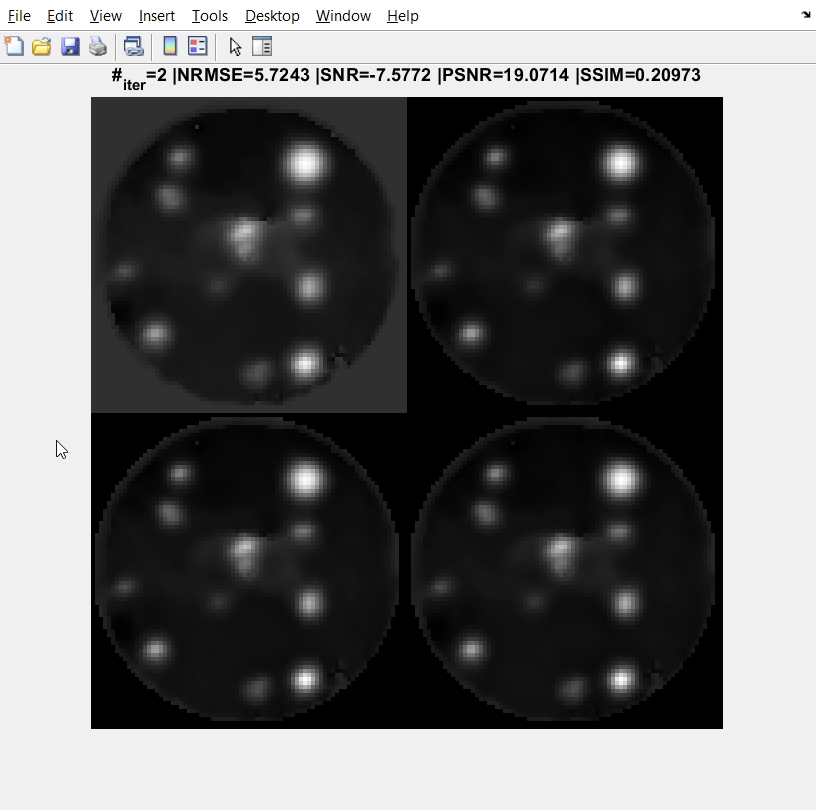 File Edit View Insert Tools Desktop Window Help
#iter=2 |NRMSE=5.7243 |SNR=-7.5772 |PSNR=19.0714 |SSIM=0.20973